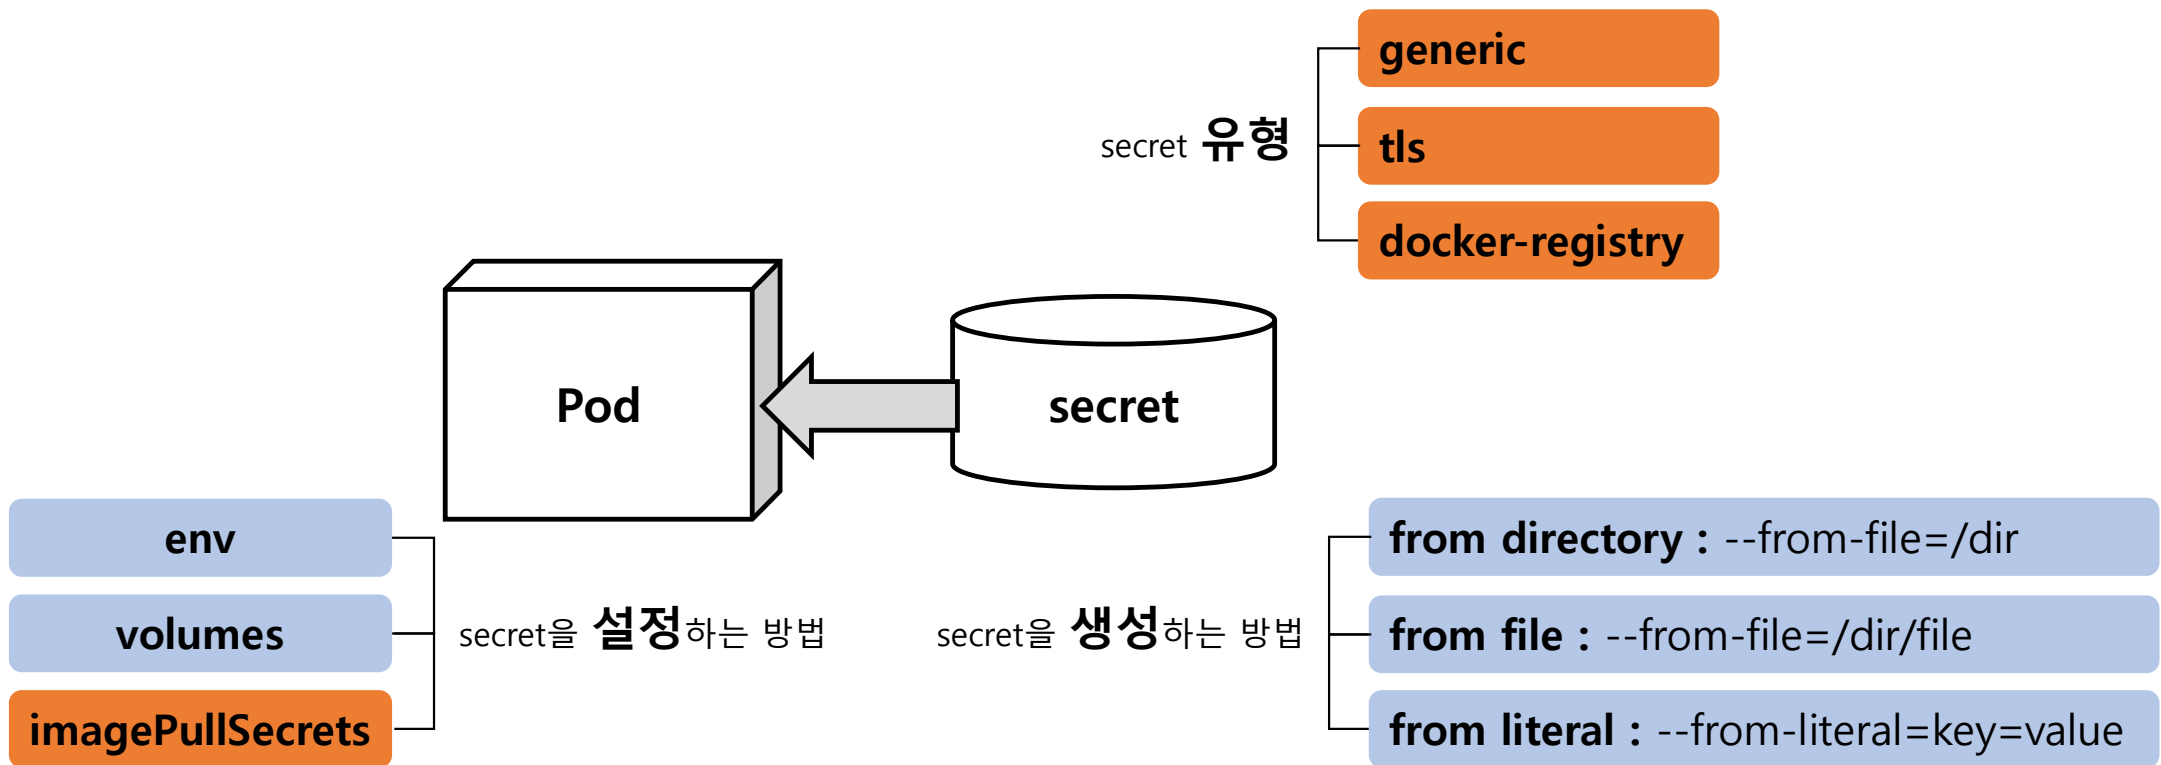 generic
secret 유형
tls
docker-registry
Pod
secret
env
volumes
imagePullSecrets
secret을 설정하는 방법
secret을 생성하는 방법
from directory : --from-file=/dir
from file : --from-file=/dir/file
from literal : --from-literal=key=value